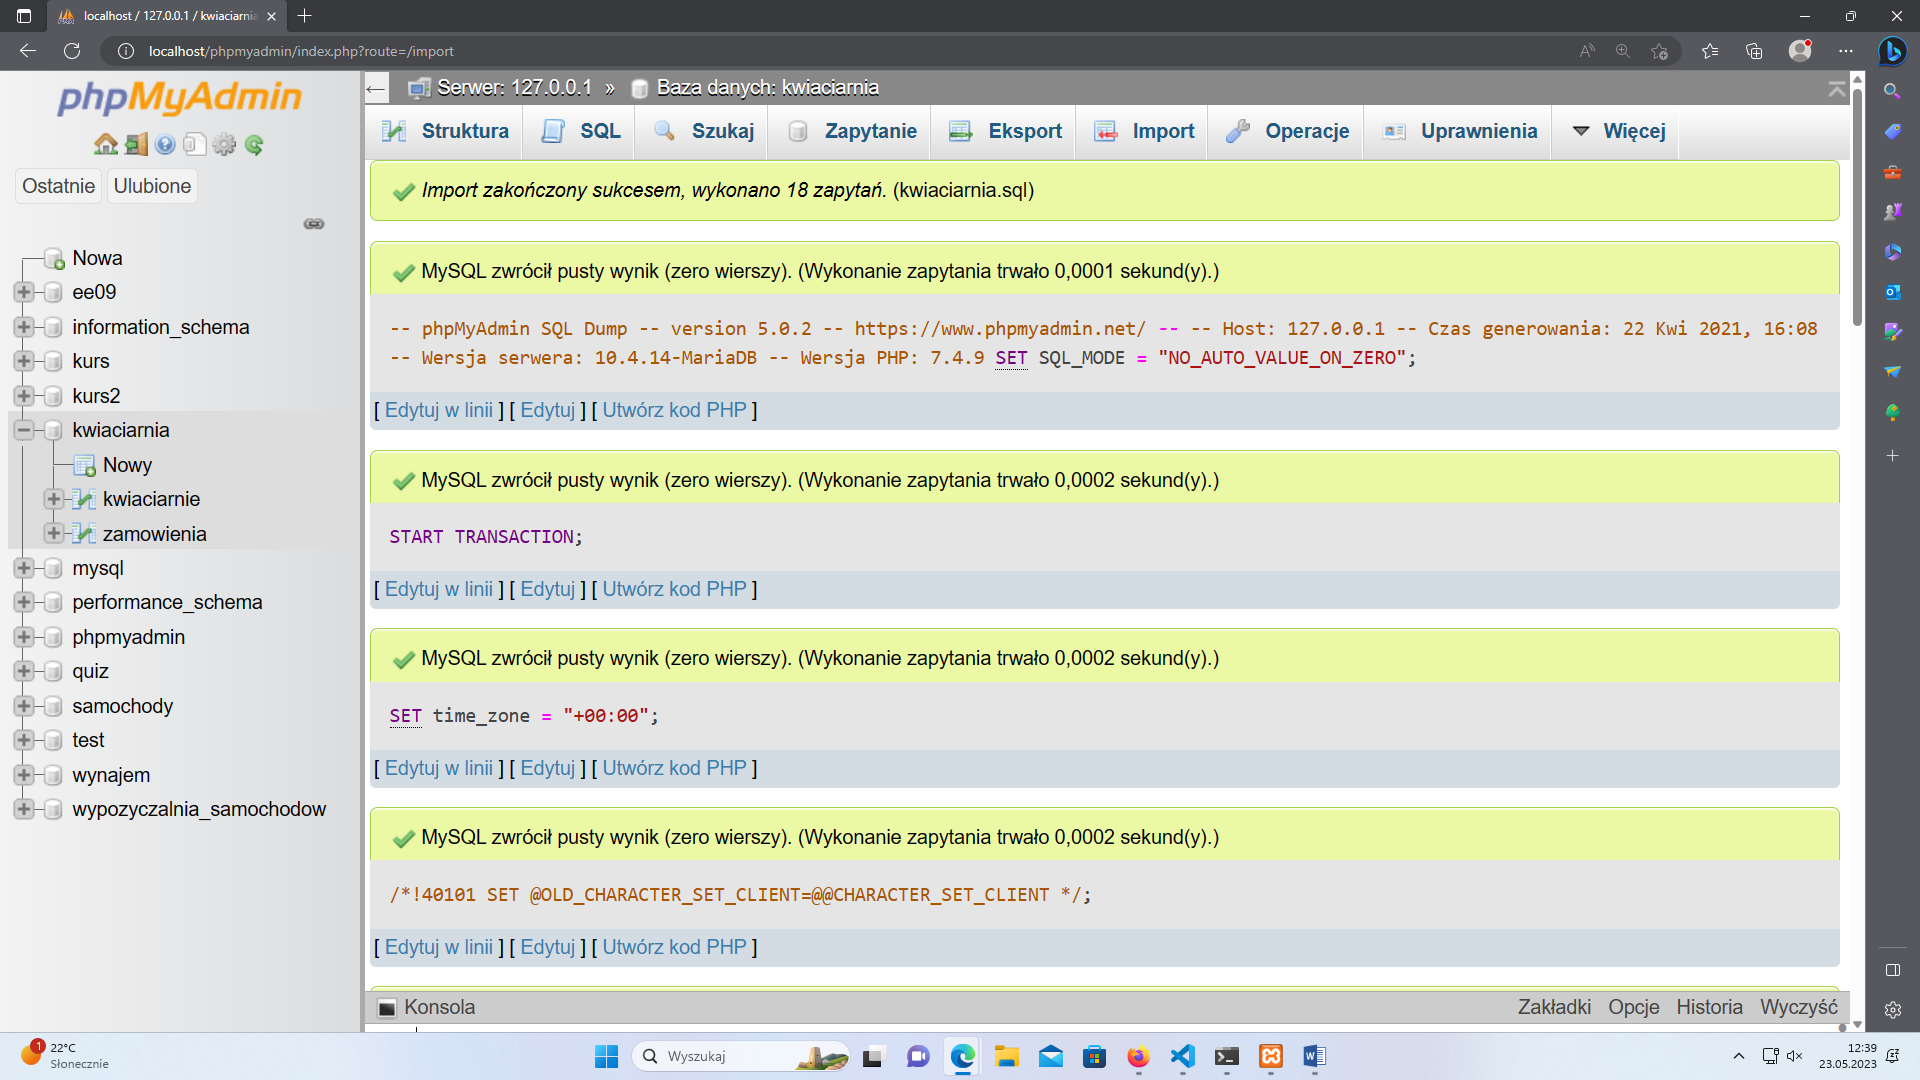 localhost / 127.0.0.1 / kwiaciarnia
localhost/phpmyadmin/index.php?route=/import
phpMyAdmin
Ostatnie Ulubione
Nowa
ee09
information_schema
kurs
kurs2
kwiaciarnia
Nowy
kwiaciarnie
zamowienia
mysql
performance_schema
phpmyadmin
quiz
samochody
test
wynajem
wypozyczalnia_samochodow
Serwer: 127.0.0.1 » Baza danych: kwiaciarnia
Struktura SQL Szukaj Zapytanie Eksport Import Operacje Uprawnienia Więcej
Import zakończony sukcesem, wykonano 18 zapytań. (kwiaciarnia.sql)
MySQL zwrócił pusty wynik (zero wierszy). (Wykonanie zapytania trwało 0,0001 sekund(y).)
-- phpMyAdmin SQL Dump -- version 5.0.2 -- https://www.phpmyadmin.net/ -- -- Host: 127.0.0.1 -- Czas generowania: 22 Kwi 2021, 16:08
-- Wersja serwera: 10.4.14-MariaDB -- Wersja PHP: 7.4.9 SET SQL_MODE = "NO_AUTO_VALUE_ON_ZERO";
[ Edytuj w linii ] [ Edytuj ] [ Utwórz kod PHP ]
MySQL zwrócił pusty wynik (zero wierszy). (Wykonanie zapytania trwało 0,0002 sekund(y).)
START TRANSACTION;
[ Edytuj w linii ] [ Edytuj ] [ Utwórz kod PHP ]
MySQL zwrócił pusty wynik (zero wierszy). (Wykonanie zapytania trwało 0,0002 sekund(y).)
SET time_zone = "+00:00";
[ Edytuj w linii ] [ Edytuj ] [ Utwórz kod PHP ]
MySQL zwrócił pusty wynik (zero wierszy). (Wykonanie zapytania trwało 0,0002 sekund(y).)
/*!40101 SET @OLD_CHARACTER_SET_CLIENT=@@CHARACTER_SET_CLIENT */;
[ Edytuj w linii ] [ Edytuj ] [ Utwórz kod PHP ]
Konsola Zakładki Opcje Historia Wyczyść
1 22°C
Słonecznie
Wyszukaj
12:39
23.05.2023